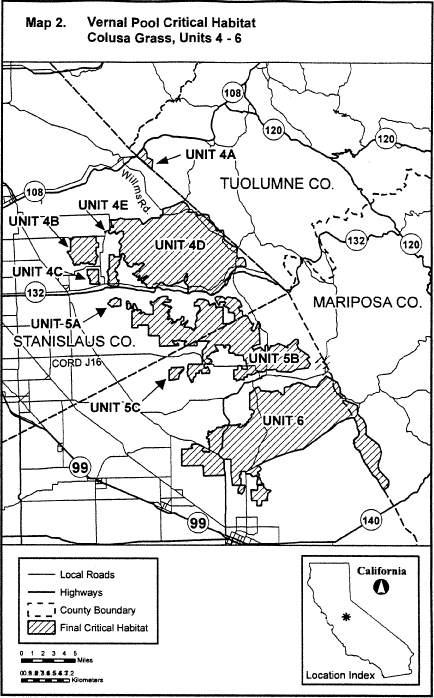 Map 2. Vernal Pool Critical Habitat
Colusa Grass, Units 4 - 6
108
120
120
UNIT 4A
TUOLUMNE CO.
Willms Rd.
108
UNIT 4E
UNIT 4B
132
120
UNIT 4D
UNIT 4C
132
MARIPOSA CO.
UNIT 5A
STANISLAUS CO.
CORD J16
UNIT 5B
UNIT 5C
UNIT 6
99
99
140
Local Roads
Highways
County Boundary
Final Critical Habitat
California
Location Index
0 1 2 3 4 5
Miles
Kilometers